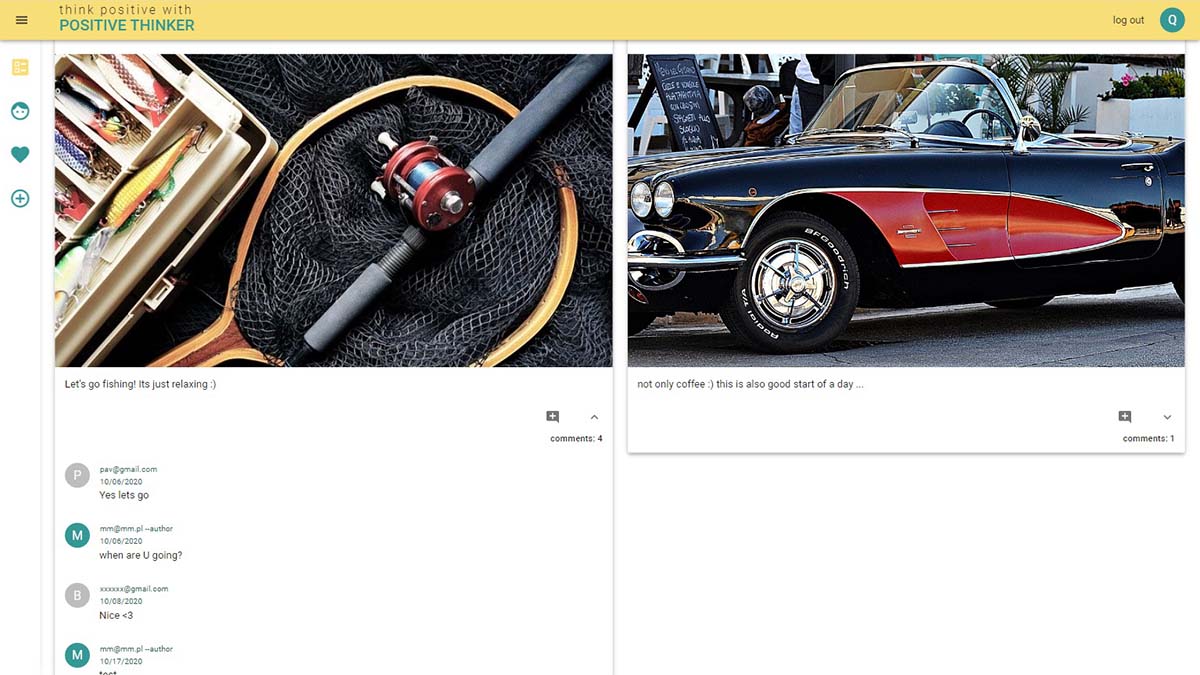 think positive with
POSITIVE THINKER
log out
Q
BFGoodrich
Radial T/A
Let's go fishing! Its just relaxing :)
comments: 4
P
pav@gmail.com
10/06/2020
Yes lets go
M
mm@mm.pl --author
10/06/2020
when are U going?
B
xxxxxx@gmail.com
10/08/2020
Nice <3
M
mm@mm.pl --author
10/17/2020
test
not only coffee :) this is also good start of a day ...
comments: 1